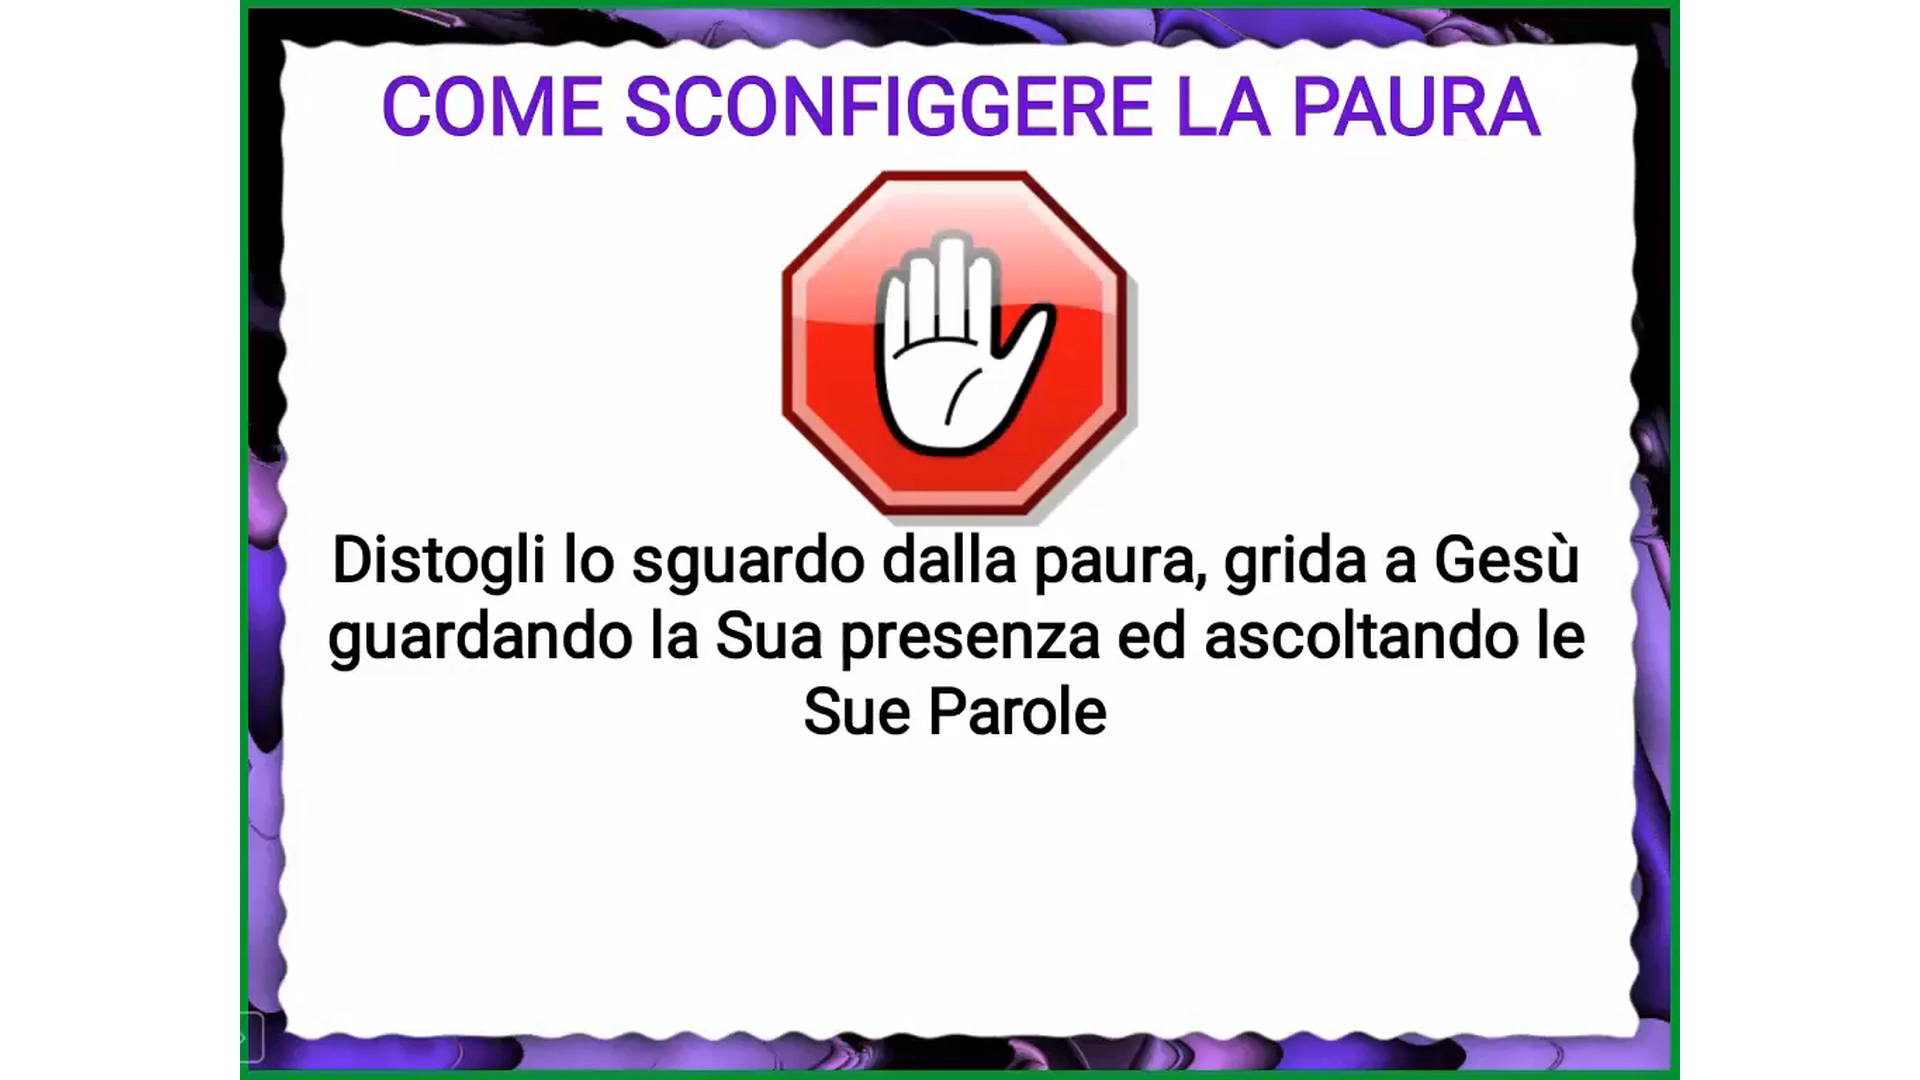 COME SCONFIGGERE LA PAURA
Distogli lo sguardo dalla paura, grida a Gesù
guardando la Sua presenza ed ascoltando le
Sue Parole